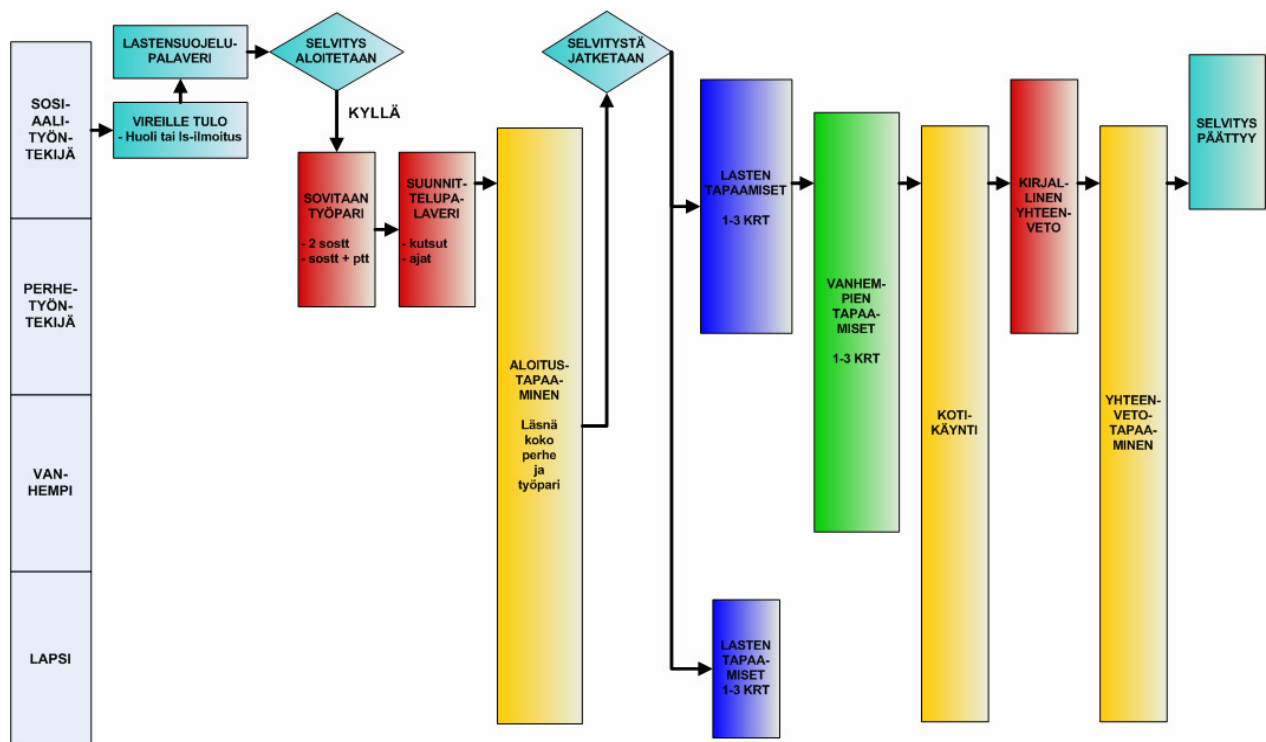 SOSI-
AALI-
TYÖN-
TEKIJÄ
PERHE-
TYÖN-
TEKIJÄ
VAN-
HEMPI
LAPSI
LASTENSUOJELU-
PALAVERI
VIREILLE TULO
- Huoli tai ls-ilmoitus
SELVITYS
ALOITETAAN
KYLLÄ
SOVITAAN
TYÖPARI
- 2 sostt
- sostt + ptt
SUUNNIT-
TELUPA-
LAVERI
- kutsut
- ajat
ALOITUS-
TAPAA-
MINEN
Läsnä
koko
perhe
ja
työpari
SELVITYSTÄ
JATKETAAN
LASTEN
TAPAAMISET
1-3 KRT
LASTEN
TAPAA-
MISET
1-3 KRT
VANHEM-
PIEN
TAPAA-
MISET
1-3 KRT
KOTI-
KÄYNTI
KIRJAL-
LINEN
YHTEEN-
VETO
YHTEEN-
VETO-
TAPAA-
MINEN
SELVITYS
PÄÄTTYY